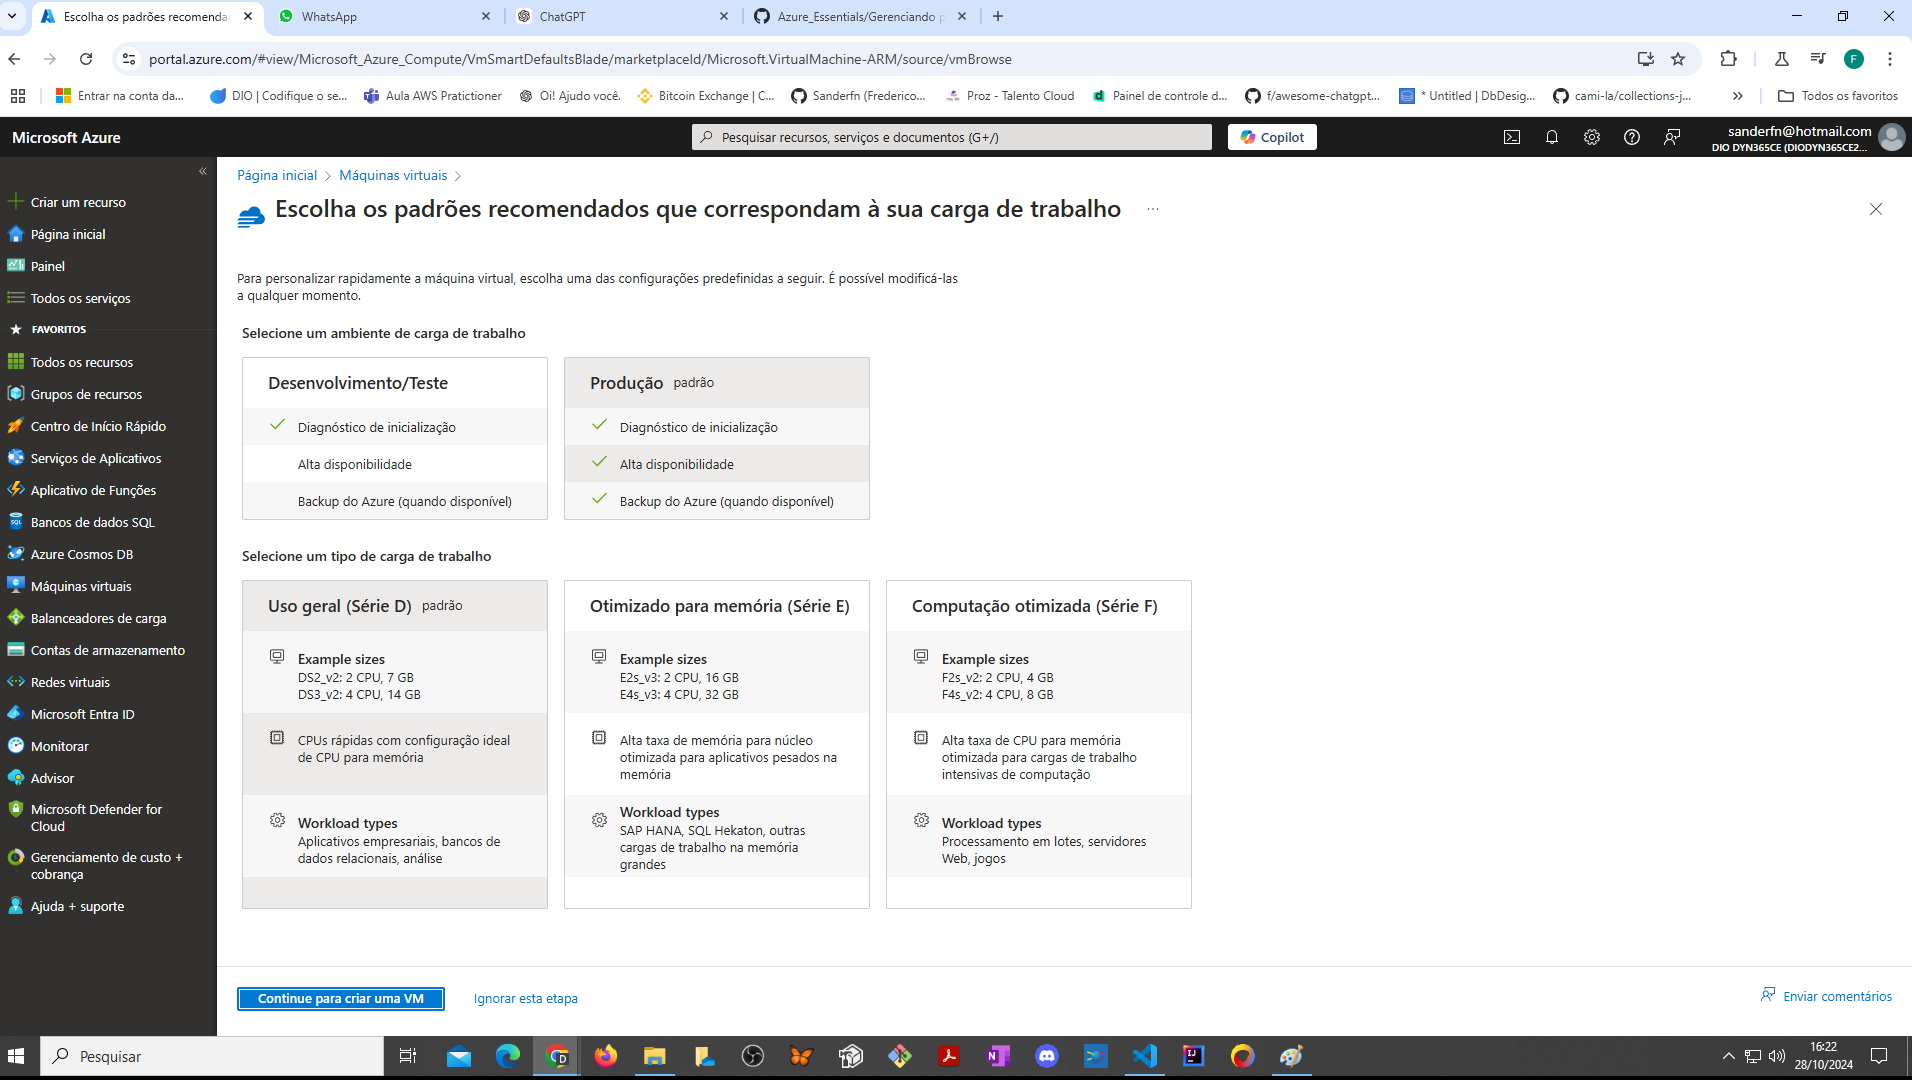 Escolha os padrões recomenda
WhatsApp
ChatGPT
Azure_Essentials/Gerenciando
portal.azure.com/#view/Microsoft_Azure_Compute/VmSmartDefaultsBlade/marketplaceId/Microsoft.VirtualMachine-ARM/source/vmBrowse
F
Entrar na conta da...
DIO | Codifique o se...
Aula AWS Pratictioner
Oi! Ajudo você.
Bitcoin Exchange | C...
Sanderfn (Frederico...
Proz - Talento Cloud
Painel de controle d...
f/awesome-chatgpt...
* Untitled | DbDesig...
cami-la/collections-j...
Todos os favoritos
Microsoft Azure
Pesquisar recursos, serviços e documentos (G+/)
Copilot
sanderfn@hotmail.com
DIO DYN365CE (DIODYN365CE2...
Criar um recurso
Página inicial
Painel
Todos os serviços
FAVORITOS
Todos os recursos
Grupos de recursos
Centro de Início Rápido
Serviços de Aplicativos
Aplicativo de Funções
Bancos de dados SQL
Azure Cosmos DB
Máquinas virtuais
Balanceadores de carga
Contas de armazenamento
Redes virtuais
Microsoft Entra ID
Monitorar
Advisor
Microsoft Defender for
Cloud
Gerenciamento de custo +
cobrança
Ajuda + suporte
Página inicial > Máquinas virtuais >
Escolha os padrões recomendados que correspondam à sua carga de trabalho ...
Para personalizar rapidamente a máquina virtual, escolha uma das configurações predefinidas a seguir. É possível modificá-las
a qualquer momento.
Selecione um ambiente de carga de trabalho
Desenvolvimento/Teste
Diagnóstico de inicialização
Alta disponibilidade
Backup do Azure (quando disponível)
Produção padrão
Diagnóstico de inicialização
Alta disponibilidade
Backup do Azure (quando disponível)
Selecione um tipo de carga de trabalho
Uso geral (Série D) padrão
Example sizes
DS2_v2: 2 CPU, 7 GB
DS3_v2: 4 CPU, 14 GB
CPUs rápidas com configuração ideal
de CPU para memória
Workload types
Aplicativos empresariais, bancos de
dados relacionais, análise
Otimizado para memória (Série E)
Example sizes
E2s_v3: 2 CPU, 16 GB
E4s_v3: 4 CPU, 32 GB
Alta taxa de memória para núcleo
otimizada para aplicativos pesados na
memória
Workload types
SAP HANA, SQL Hekaton, outras
cargas de trabalho na memória
grandes
Computação otimizada (Série F)
Example sizes
F2s_v2: 2 CPU, 4 GB
F4s_v2: 4 CPU, 8 GB
Alta taxa de CPU para memória
otimizada para cargas de trabalho
intensivas de computação
Workload types
Processamento em lotes, servidores
Web, jogos
Continue para criar uma VM
Ignorar esta etapa
Enviar comentários
Pesquisar
16:22
28/10/2024